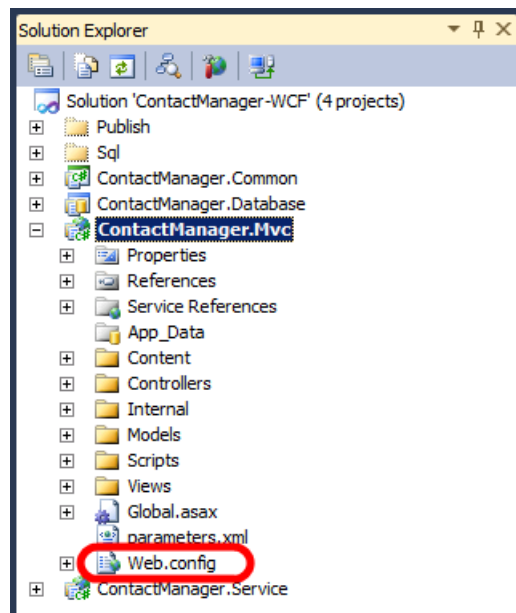 Solution Explorer
Solution 'ContactManager-WCF' (4 projects)
Publish
Sql
ContactManager.Common
ContactManager.Database
ContactManager.Mvc
Properties
References
Service References
App_Data
Content
Controllers
Internal
Models
Scripts
Views
Global.asax
parameters.xml
Web.config
ContactManager.Service